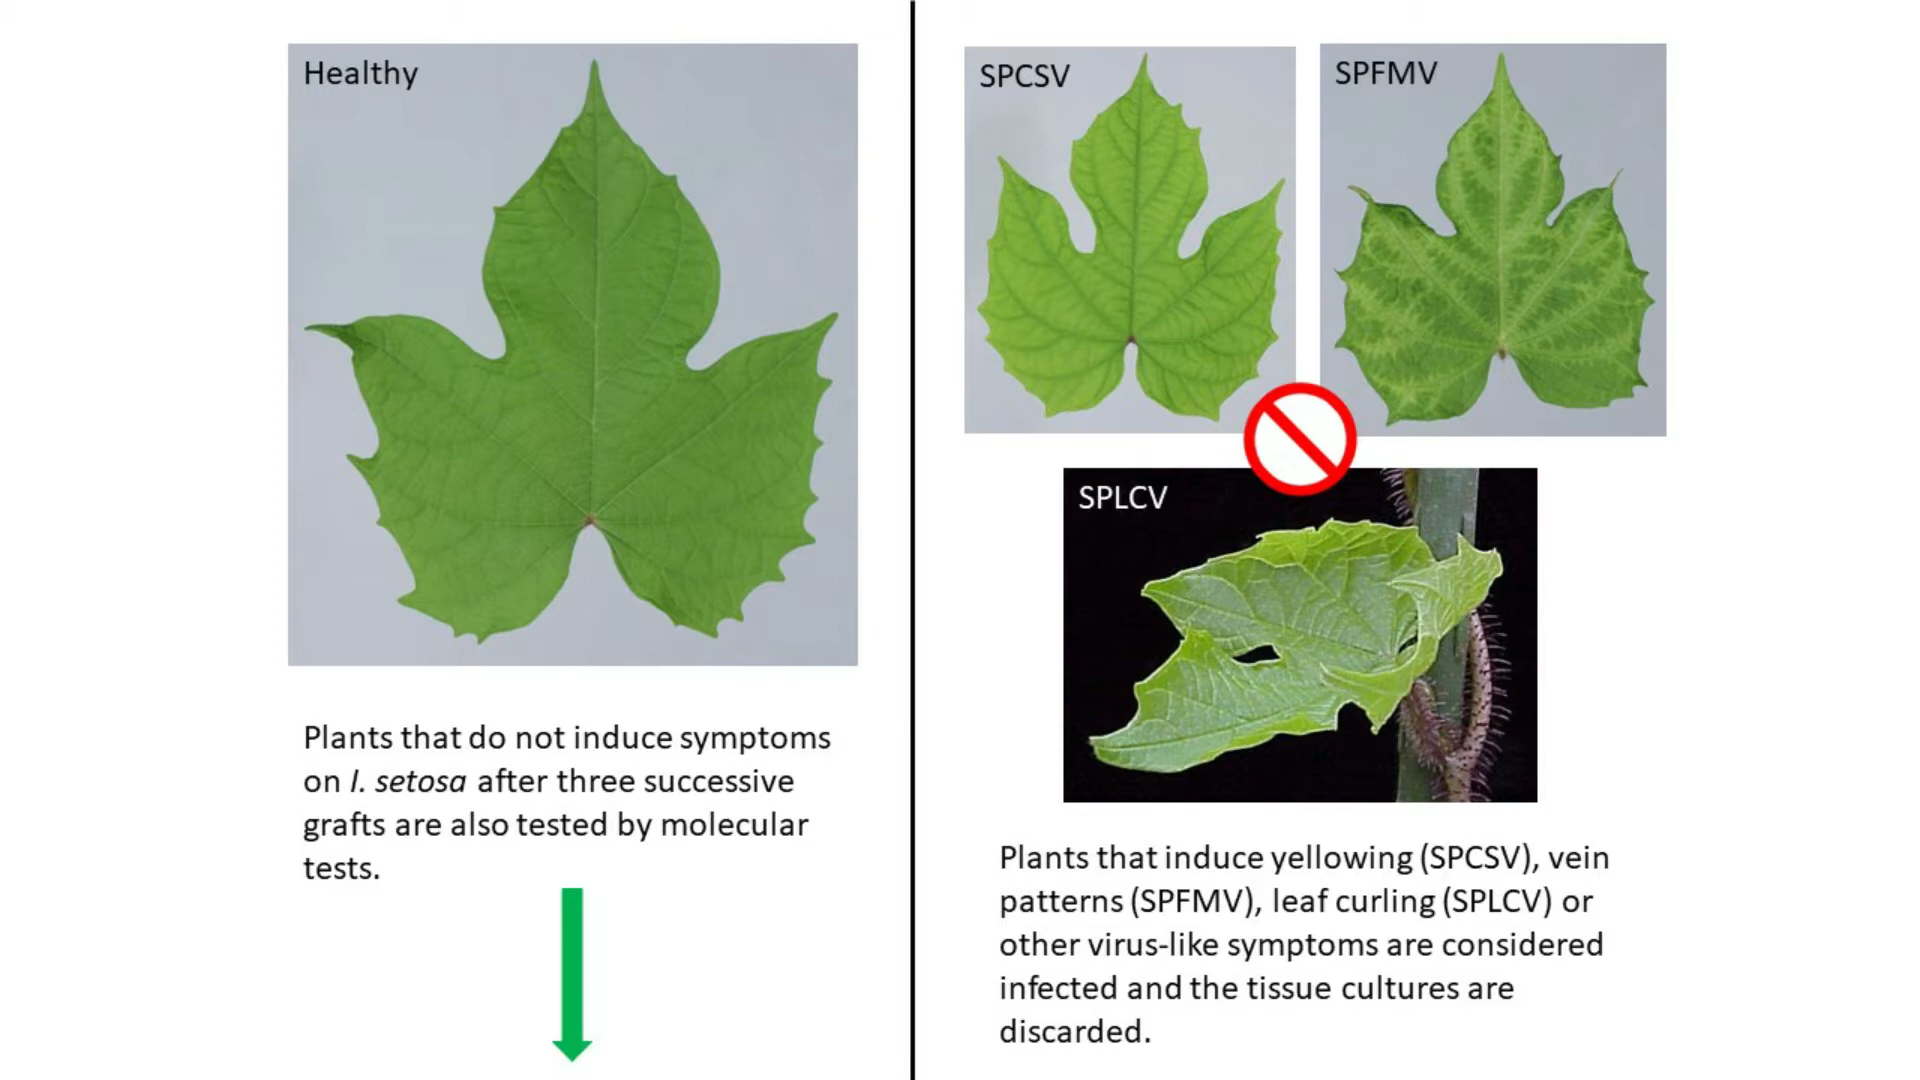 Healthy
Plants that do not induce symptoms
on I. setosa after three successive
grafts are also tested by molecular
tests.
SPCSV
SPFMV
SPLCV
Plants that induce yellowing (SPCSV), vein
patterns (SPFMV), leaf curling (SPLCV) or
other virus-like symptoms are considered
infected and the tissue cultures are
discarded.